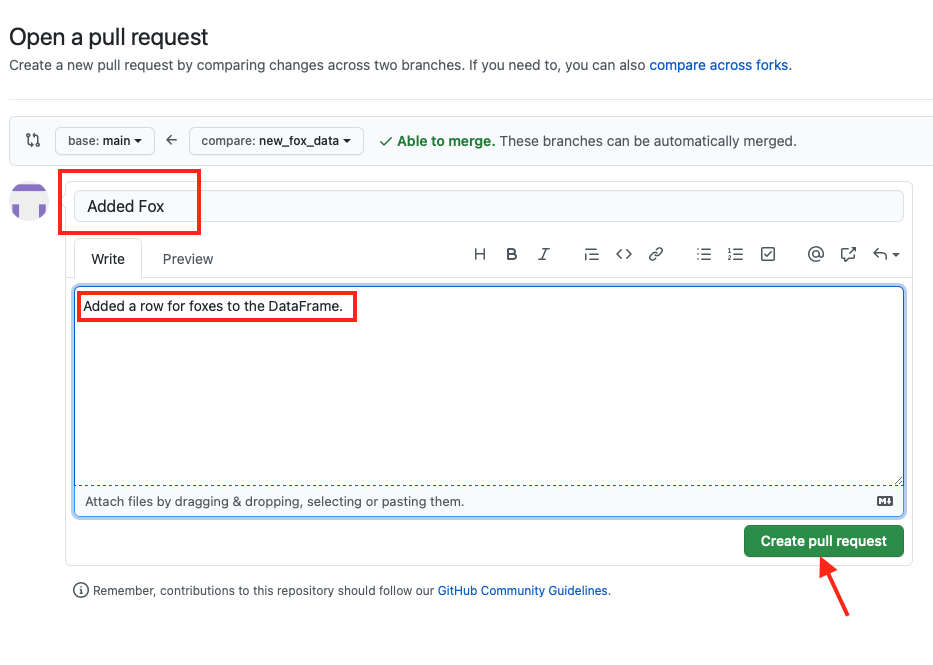 Open a pull request
Create a new pull request by comparing changes across two branches. If you need to, you can also compare across forks.
base: main ← compare: new_fox_data ✓ Able to merge. These branches can be automatically merged.
Added Fox
Write Preview H B I @
Added a row for foxes to the DataFrame.
Attach files by dragging & dropping, selecting or pasting them.
Create pull request
Remember, contributions to this repository should follow our GitHub Community Guidelines.